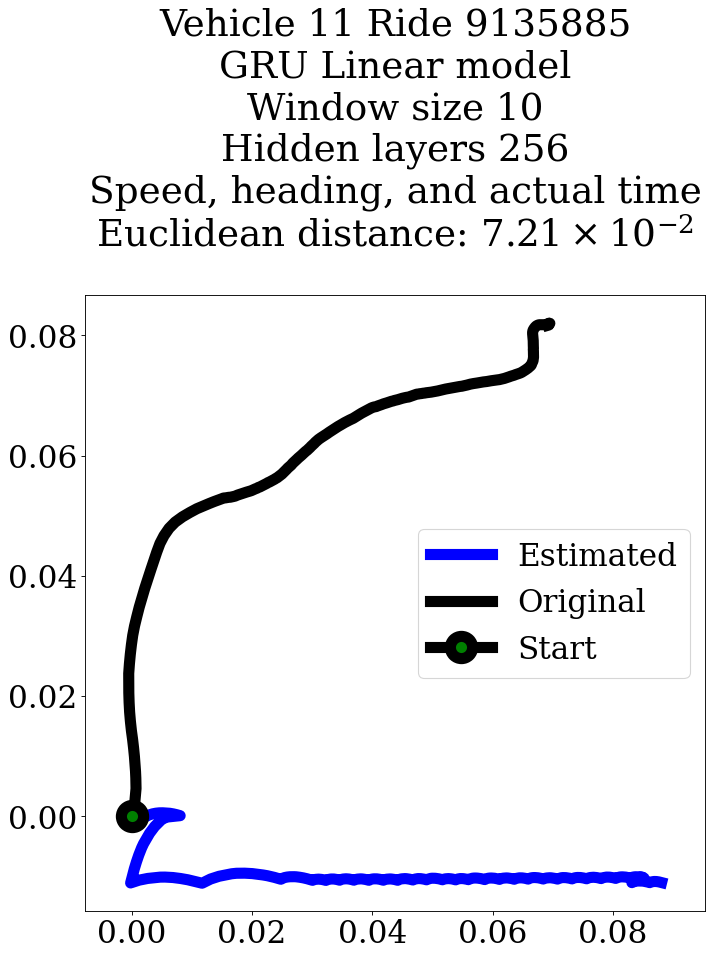 Vehicle 11 Ride 9135885
GRU Linear model
Window size 10
Hidden layers 256
Speed, heading, and actual time
Euclidean distance: 7.21 × 10⁻²
0.08
0.06
0.04
0.02
0.00
Estimated
Original
Start
0.00 0.02 0.04 0.06 0.08